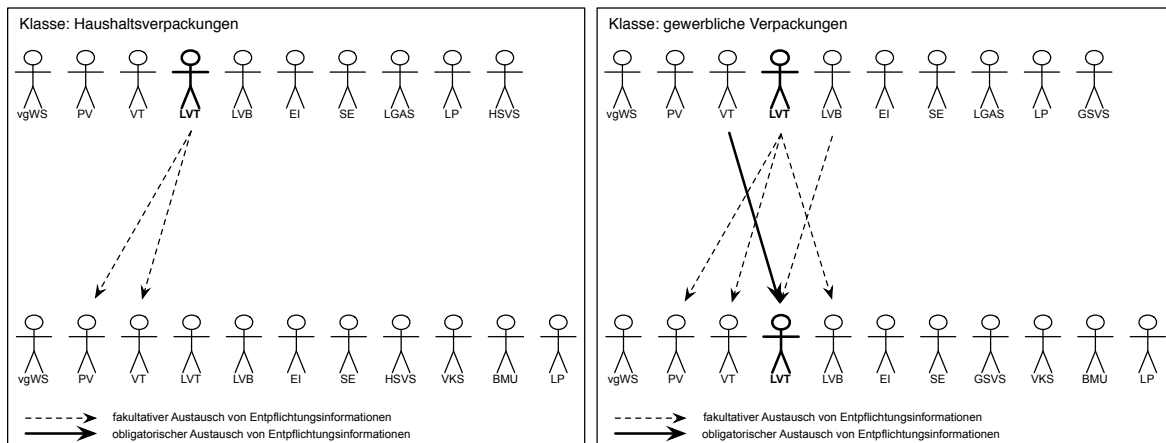 Klasse: Haushaltsverpackungen
vgWS PV VT LVT LVB EI SE LGAS LP HSVS
vgWS PV VT LVT LVB EI SE HSVS VKS BMU LP
fakultativer Austausch von Entpflichtungsinformationen
obligatorischer Austausch von Entpflichtungsinformationen
Klasse: gewerbliche Verpackungen
vgWS PV VT LVT LVB EI SE LGAS LP GSVS
vgWS PV VT LVT LVB EI SE GSVS VKS BMU LP
fakultativer Austausch von Entpflichtungsinformationen
obligatorischer Austausch von Entpflichtungsinformationen